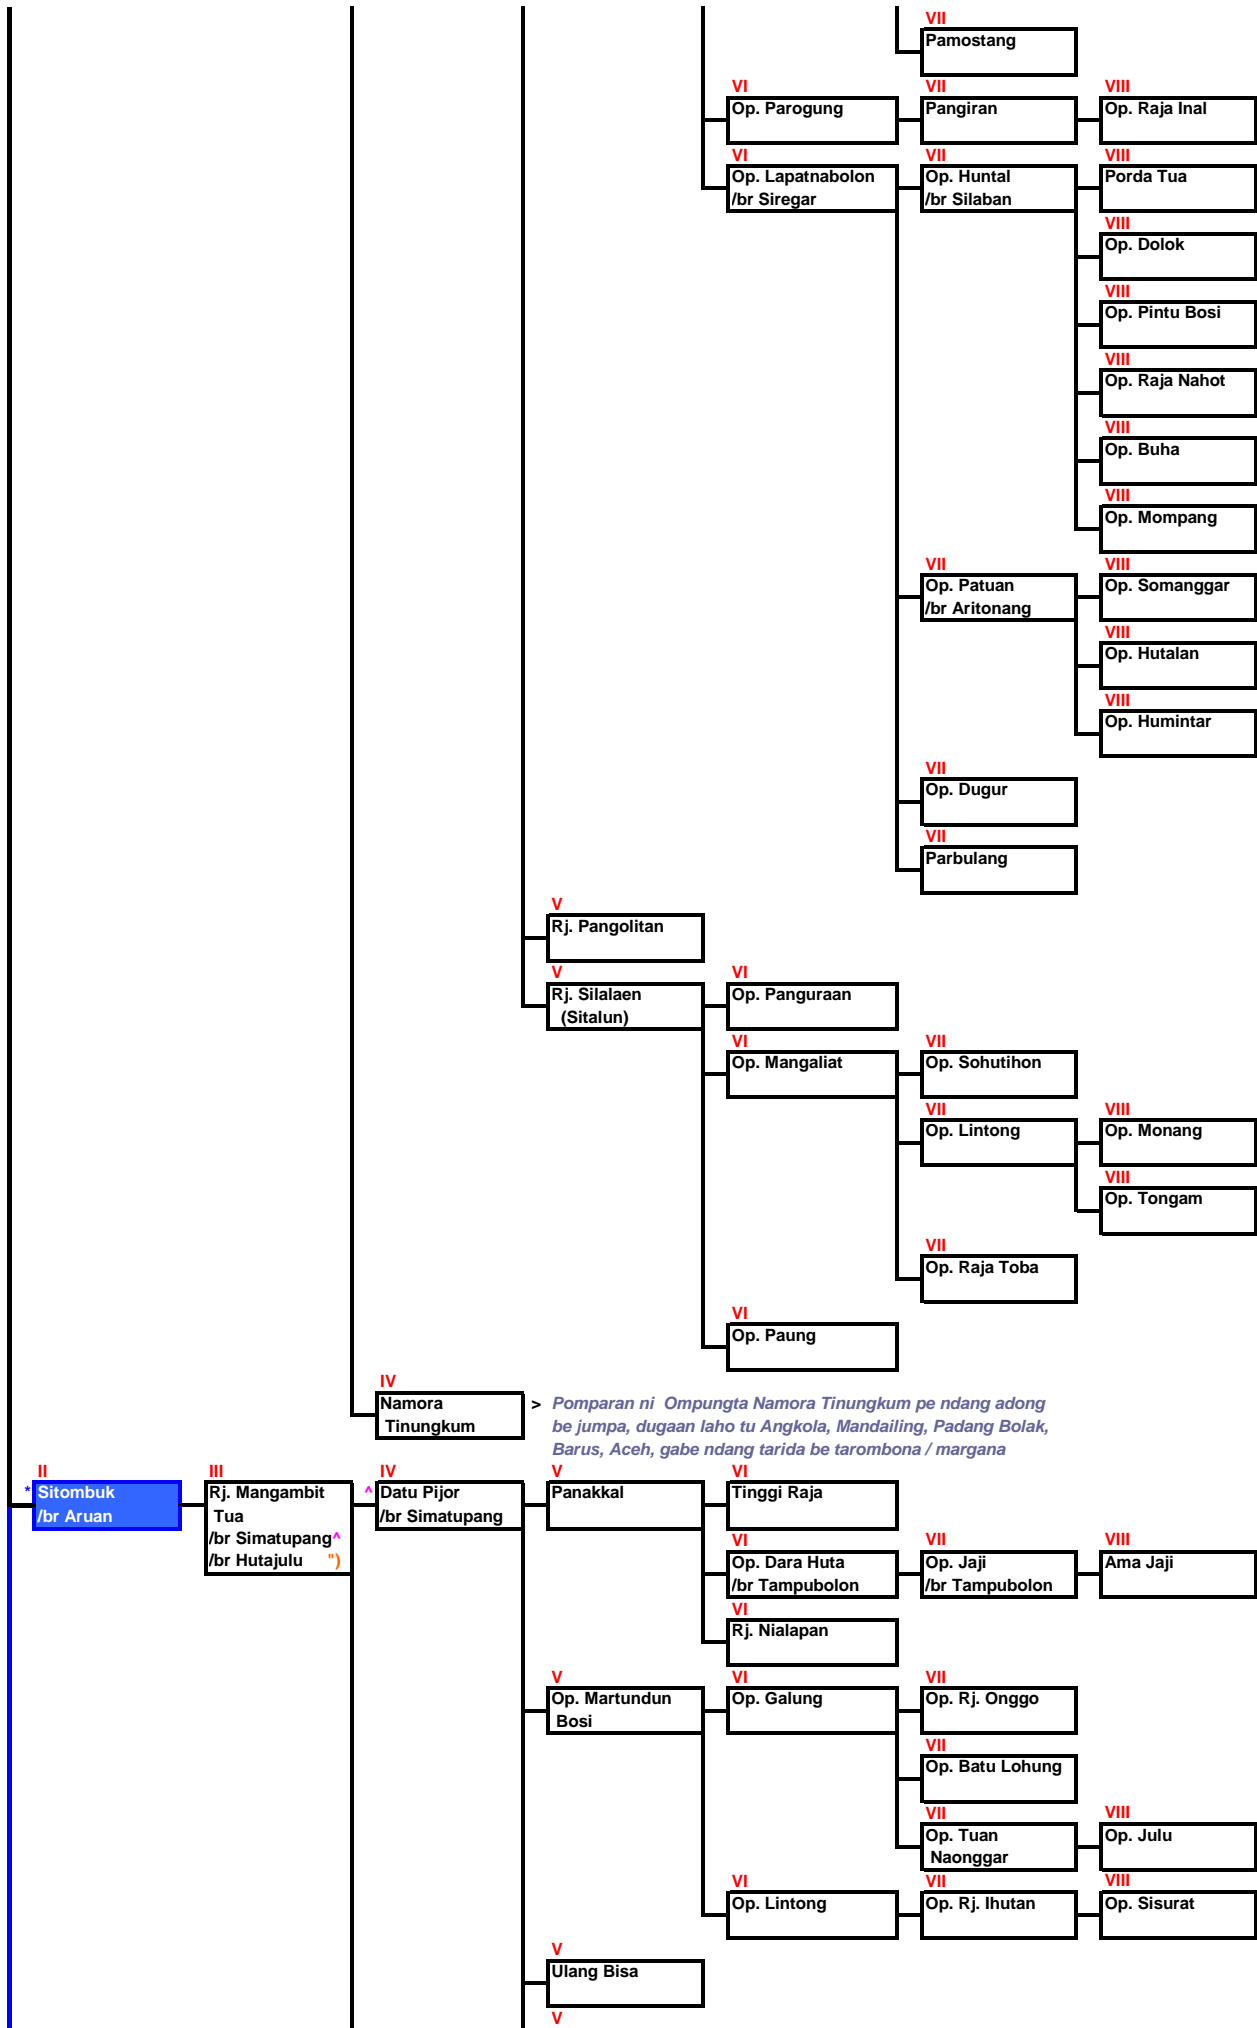 VII
Pamostang
VI
VII
VIII
Op. Parogung
Pangiran
Op. Raja Inal
VI
VII
VIII
Op. Lapatnabolon
/br Siregar
Op. Huntal
/br Silaban
Porda Tua
VIII
Op. Dolok
VIII
Op. Pintu Bosi
VIII
Op. Raja Nahot
VIII
Op. Buha
VIII
Op. Mompang
VII
VIII
Op. Patuan
/br Aritonang
Op. Somanggar
VIII
Op. Hutalan
VIII
Op. Humintar
VII
Op. Dugur
VII
Parbulang
V
Rj. Pangolitan
V
VI
Rj. Silalaen
(Sitalun)
Op. Panguraan
VI
VII
Op. Mangaliat
Op. Sohutihon
VII
VIII
Op. Lintong
Op. Monang
VIII
Op. Tongam
VII
Op. Raja Toba
VI
Op. Paung
IV
Namora
Tinungkum
> Pomparan ni Ompungta Namora Tinungkum pe ndang adong
be jumpa, dugaan laho tu Angkola, Mandailing, Padang Bolak,
Barus, Aceh, gabe ndang tarida be tarombona / margana
II
III
IV
V
VI
* Sitombuk
/br Aruan
Rj. Mangambit
Tua
/br Simatupang^
/br Hutajulu ")
^ Datu Pijor
/br Simatupang
Panakkal
Tinggi Raja
VI
VII
VIII
Op. Dara Huta
/br Tampubolon
Op. Jaji
/br Tampubolon
Ama Jaji
VI
Rj. Nialapan
V
VI
VII
Op. Martundun
Bosi
Op. Galung
Op. Rj. Onggo
VII
Op. Batu Lohung
VII
VIII
Op. Tuan
Naonggar
Op. Julu
VI
VII
VIII
Op. Lintong
Op. Rj. Ihutan
Op. Sisurat
V
Ulang Bisa
V